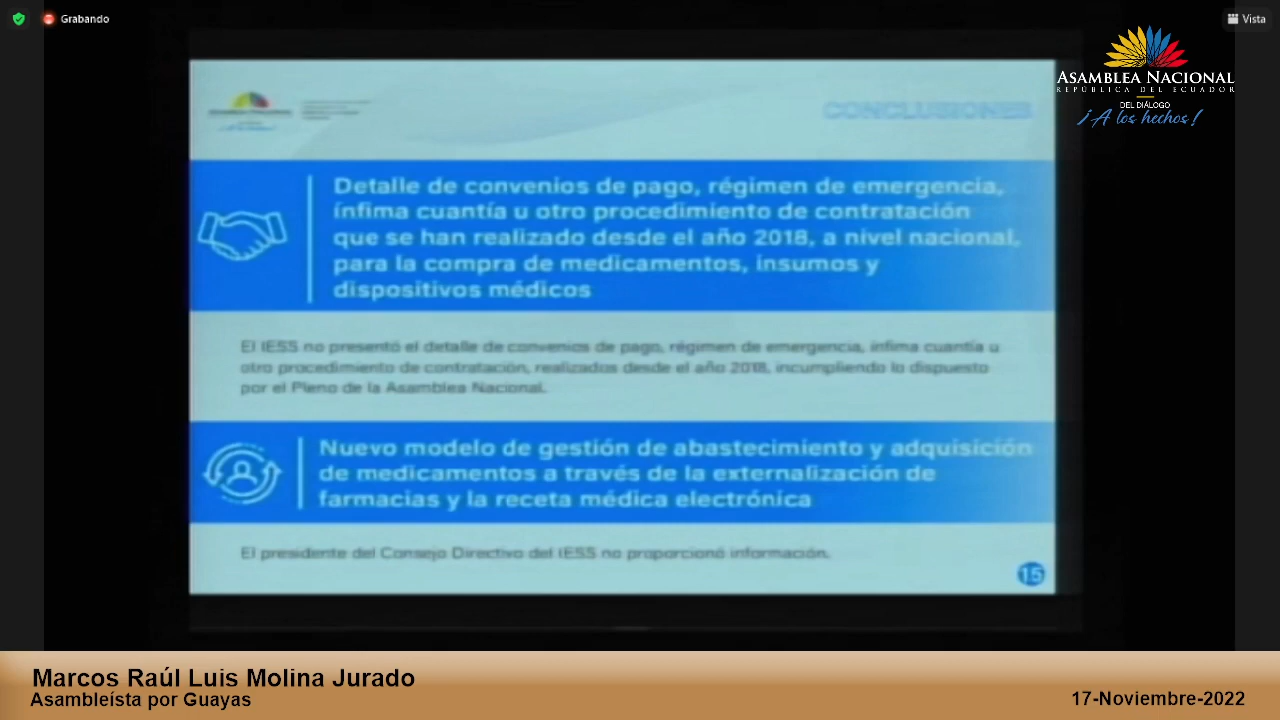 Grabando
Vista
ASAMBLEA NACIONAL
REPÚBLICA DEL ECUADOR
DEL DIÁLOGO
¡A los hechos!
CONCLUSIONES
Detalle de convenios de pago, régimen de emergencia,
ínfima cuantía u otro procedimiento de contratación
que se han realizado desde el año 2018, a nivel nacional,
para la compra de medicamentos, insumos y
dispositivos médicos
El IESS no presentó el detalle de convenios de pago, régimen de emergencia, ínfima cuantía u
otro procedimiento de contratación, realizados desde el año 2018, incumpliendo lo dispuesto
por el Pleno de la Asamblea Nacional.
Nuevo modelo de gestión de abastecimiento y adquisición
de medicamentos a través de la externalización de
farmacias y la receta médica electrónica
El presidente del Consejo Directivo del IESS no proporcionó información.
15
Marcos Raúl Luis Molina Jurado
Asambleísta por Guayas
17-Noviembre-2022